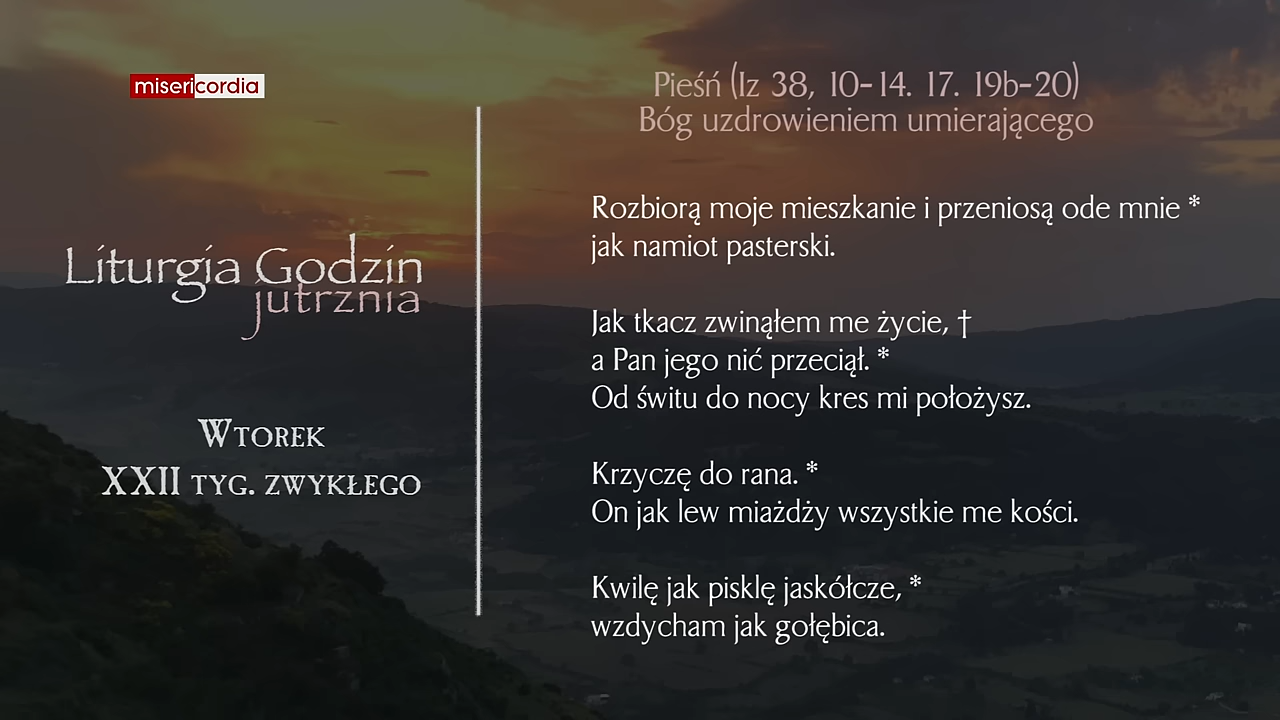 misericordia
Liturgia Godzin
jutrznia
Wtorek
XXII tyg. zwykłego
Pieśń (Iz 38, 10-14. 17. 19b-20)
Bóg uzdrowieniem umierającego
Rozbiorą moje mieszkanie i przeniosą ode mnie *
jak namiot pasterski.
Jak tkacz zwinąłem me życie, †
a Pan jego nić przeciął. *
Od świtu do nocy kres mi położysz.
Krzyczę do rana. *
On jak lew miażdży wszystkie me kości.
Kwilę jak pisklę jaskółcze, *
wzdycham jak gołębica.